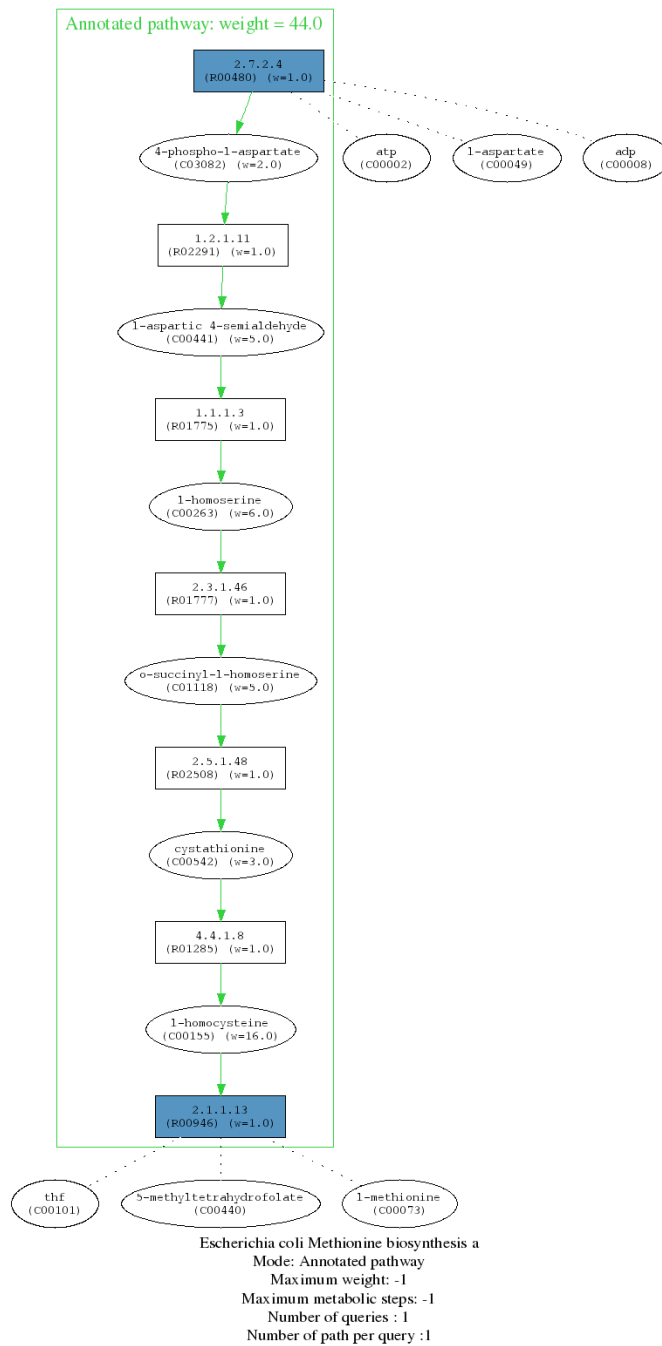 Annotated pathway: weight = 44.0
2.7.2.4
(R00480) (w=1.0)
4-phospho-l-aspartate
(C03082) (w=2.0)
atp
(C00002)
l-aspartate
(C00049)
adp
(C00008)
1.2.1.11
(R02291) (w=1.0)
l-aspartic 4-semialdehyde
(C00441) (w=5.0)
1.1.1.3
(R01775) (w=1.0)
l-homoserine
(C00263) (w=6.0)
2.3.1.46
(R01777) (w=1.0)
o-succinyl-l-homoserine
(C01118) (w=5.0)
2.5.1.48
(R02508) (w=1.0)
cystathionine
(C00542) (w=3.0)
4.4.1.8
(R01285) (w=1.0)
l-homocysteine
(C00155) (w=16.0)
2.1.1.13
(R00946) (w=1.0)
thf
(C00101)
5-methyltetrahydrofolate
(C00440)
l-methionine
(C00073)
Escherichia coli Methionine biosynthesis a
Mode: Annotated pathway
Maximum weight: -1
Maximum metabolic steps: -1
Number of queries : 1
Number of path per query :1